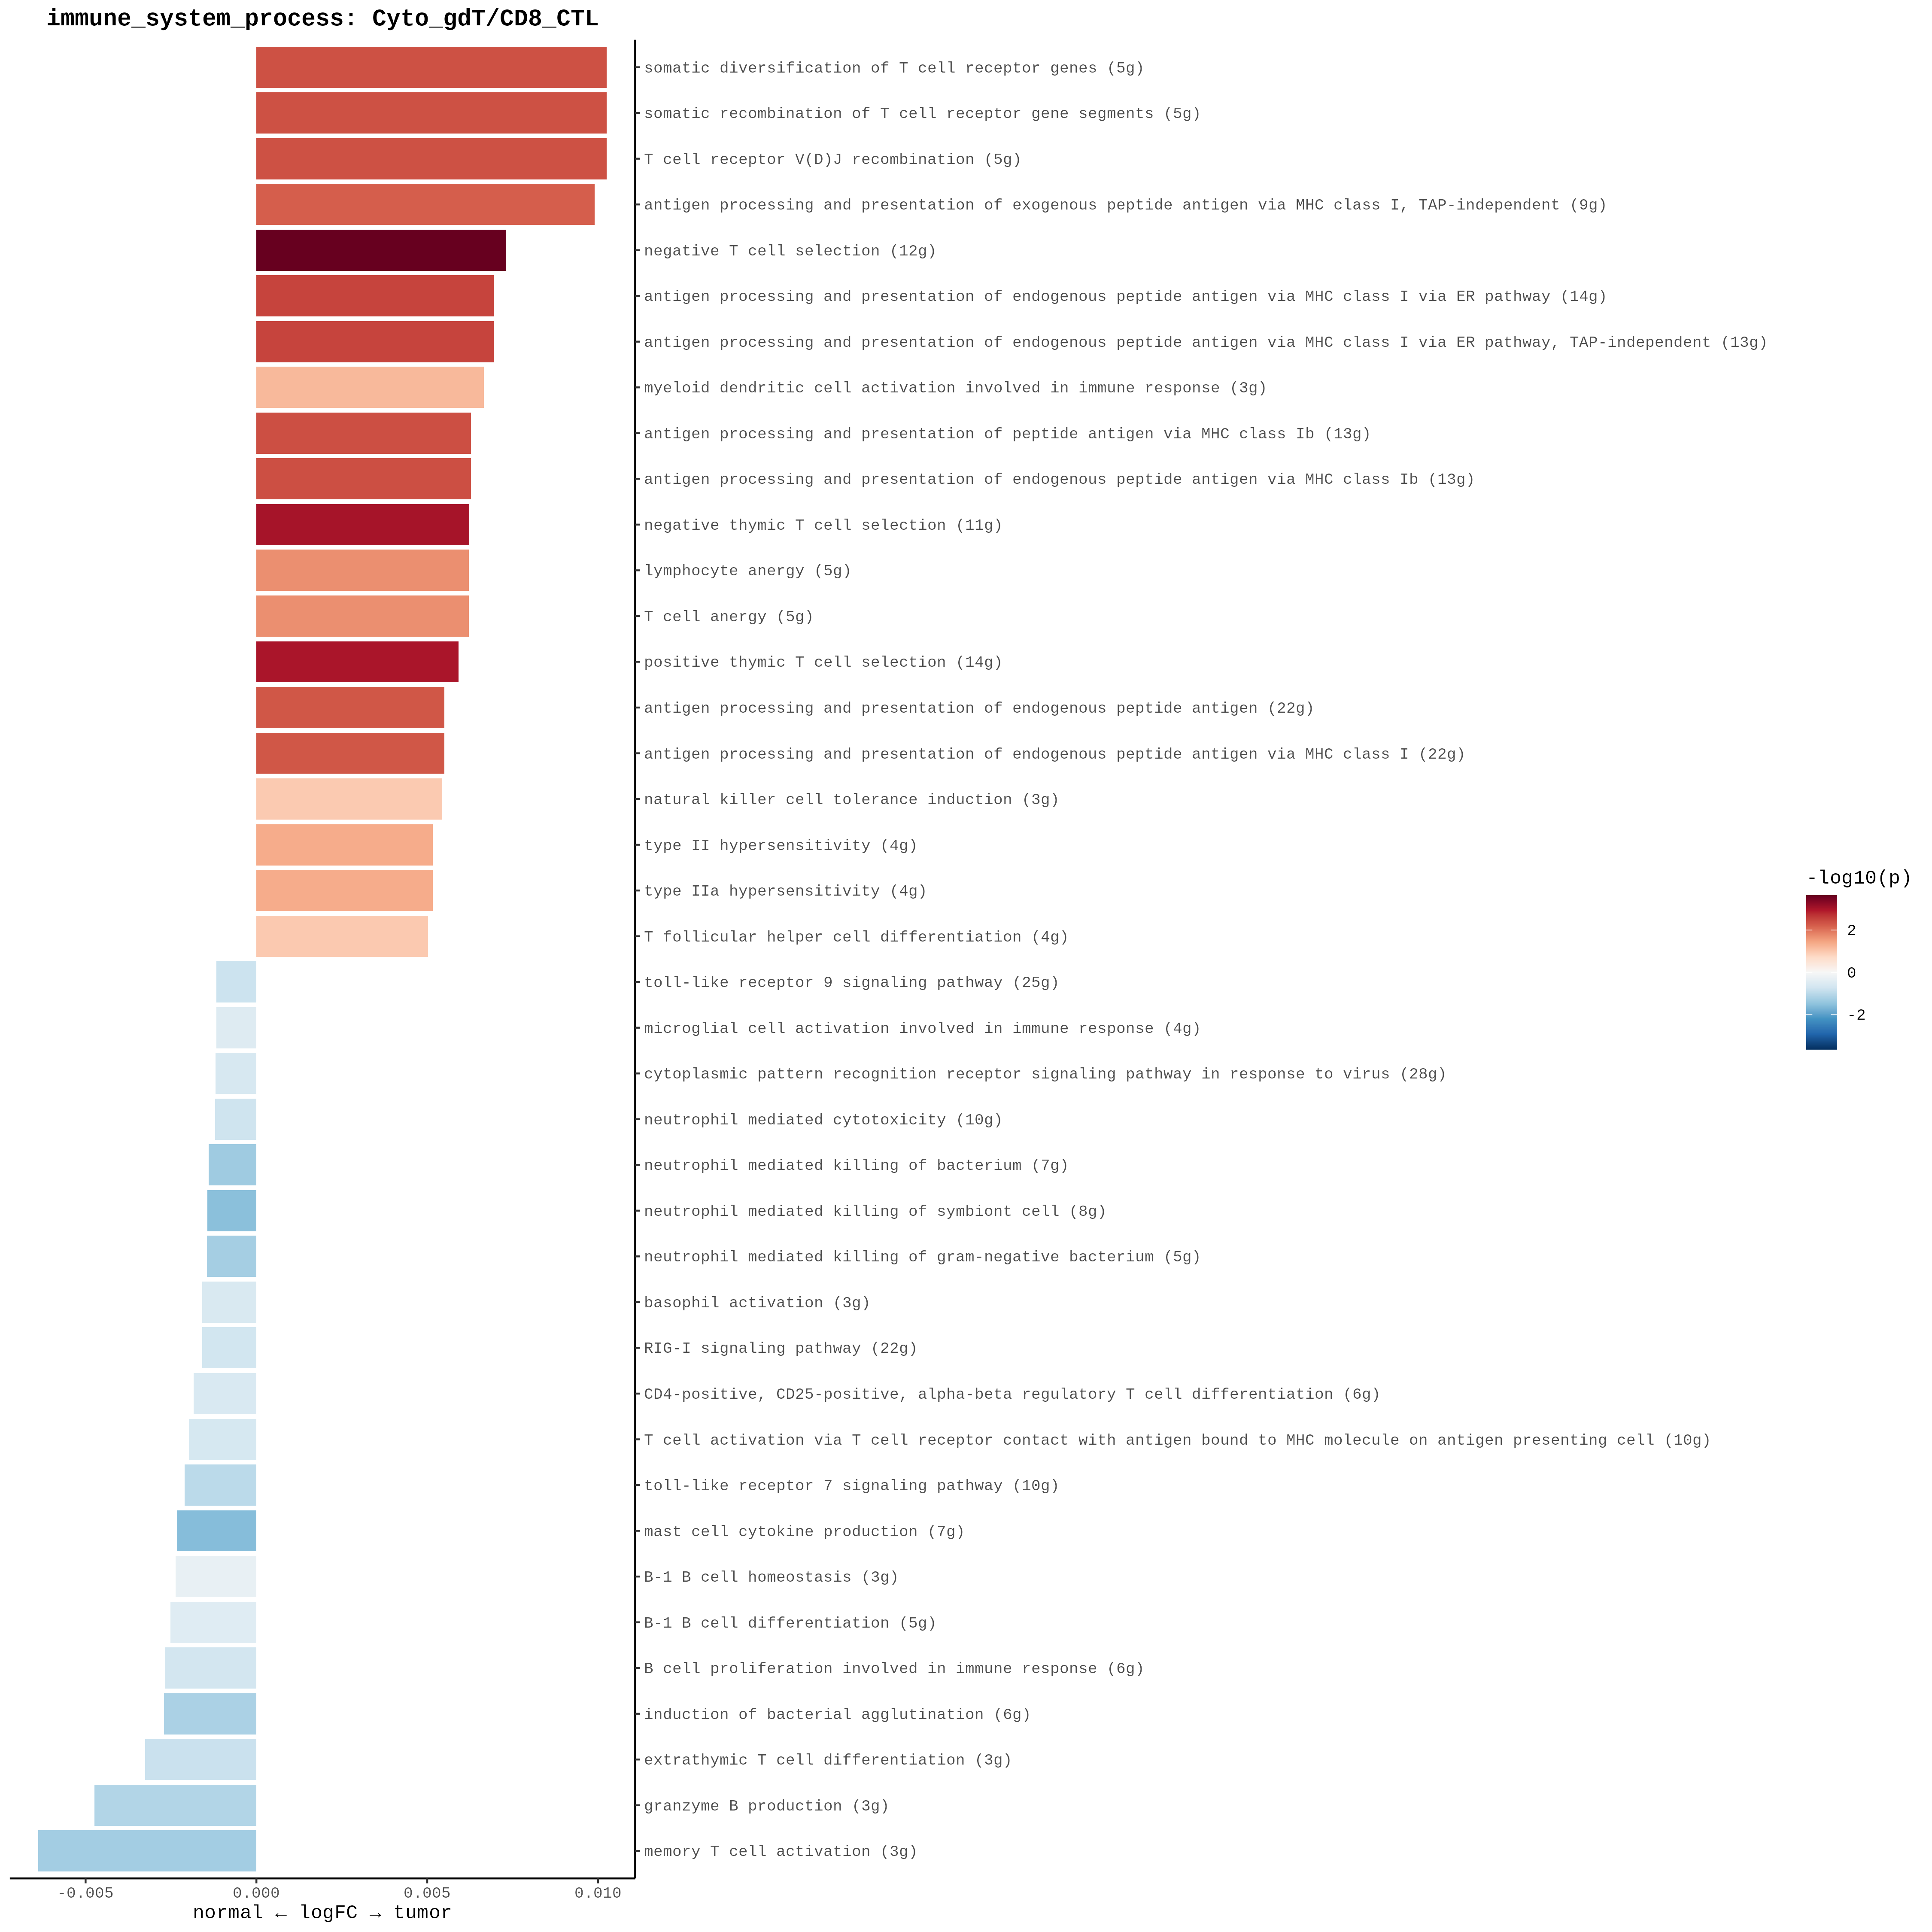 immune_system_process: Cyto_gdT/CD8_CTL
somatic diversification of T cell receptor genes (5g)
somatic recombination of T cell receptor gene segments (5g)
T cell receptor V(D)J recombination (5g)
antigen processing and presentation of exogenous peptide antigen via MHC class I, TAP-independent (9g)
negative T cell selection (12g)
antigen processing and presentation of endogenous peptide antigen via MHC class I via ER pathway (14g)
antigen processing and presentation of endogenous peptide antigen via MHC class I via ER pathway, TAP-independent (13g)
myeloid dendritic cell activation involved in immune response (3g)
antigen processing and presentation of peptide antigen via MHC class Ib (13g)
antigen processing and presentation of endogenous peptide antigen via MHC class Ib (13g)
negative thymic T cell selection (11g)
lymphocyte anergy (5g)
T cell anergy (5g)
positive thymic T cell selection (14g)
antigen processing and presentation of endogenous peptide antigen (22g)
antigen processing and presentation of endogenous peptide antigen via MHC class I (22g)
natural killer cell tolerance induction (3g)
type II hypersensitivity (4g)
type IIa hypersensitivity (4g)
T follicular helper cell differentiation (4g)
toll-like receptor 9 signaling pathway (25g)
microglial cell activation involved in immune response (4g)
cytoplasmic pattern recognition receptor signaling pathway in response to virus (28g)
neutrophil mediated cytotoxicity (10g)
neutrophil mediated killing of bacterium (7g)
neutrophil mediated killing of symbiont cell (8g)
neutrophil mediated killing of gram-negative bacterium (5g)
basophil activation (3g)
RIG-I signaling pathway (22g)
CD4-positive, CD25-positive, alpha-beta regulatory T cell differentiation (6g)
T cell activation via T cell receptor contact with antigen bound to MHC molecule on antigen presenting cell (10g)
toll-like receptor 7 signaling pathway (10g)
mast cell cytokine production (7g)
B-1 B cell homeostasis (3g)
B-1 B cell differentiation (5g)
B cell proliferation involved in immune response (6g)
induction of bacterial agglutination (6g)
extrathymic T cell differentiation (3g)
granzyme B production (3g)
memory T cell activation (3g)
-0.005 0.000 0.005 0.010
normal ← logFC → tumor
-log10(p)
2
0
-2